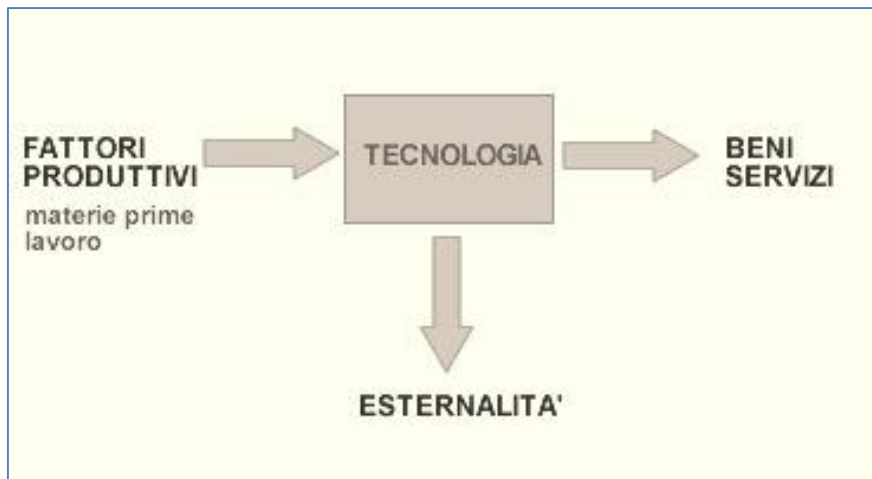 FATTORI
PRODUTTIVI
materie prime
lavoro
TECNOLOGIA
BENI
SERVIZI
ESTERNALITA'